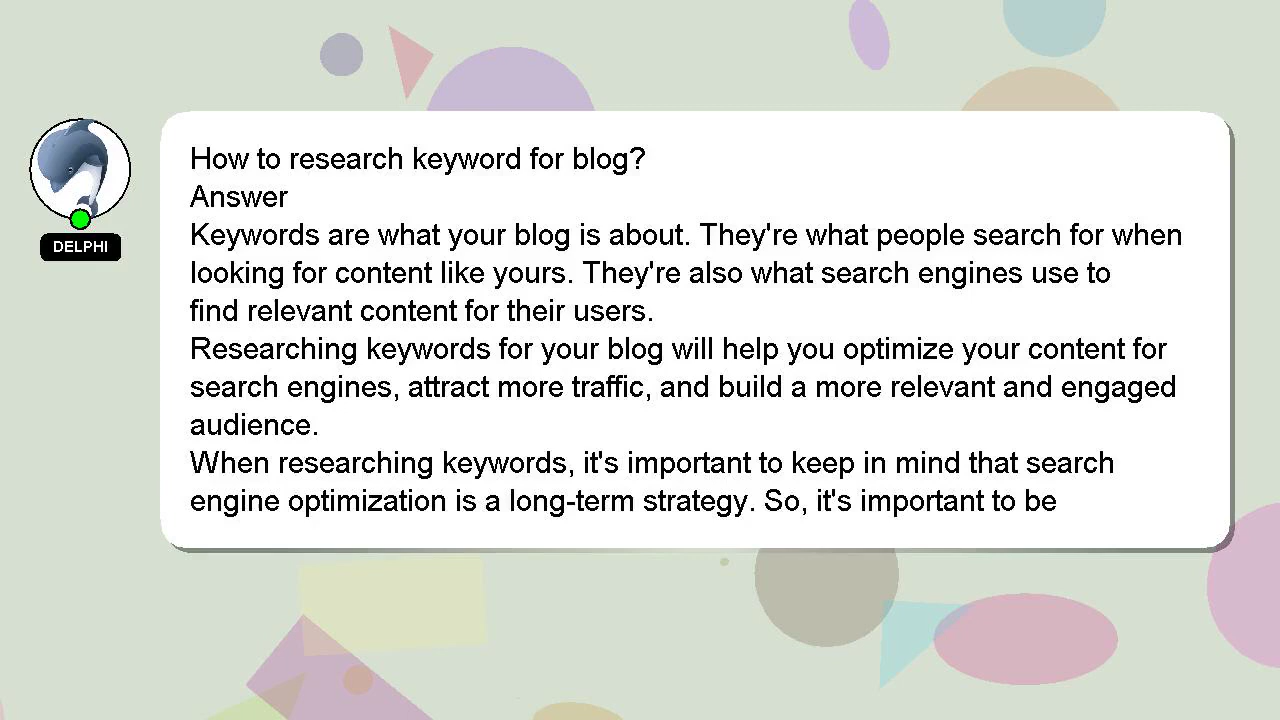 How to research keyword for blog?
Answer
Keywords are what your blog is about. They're what people search for when
looking for content like yours. They're also what search engines use to
find relevant content for their users.
Researching keywords for your blog will help you optimize your content for
search engines, attract more traffic, and build a more relevant and engaged
audience.
When researching keywords, it's important to keep in mind that search
engine optimization is a long-term strategy. So, it's important to be
DELPHI